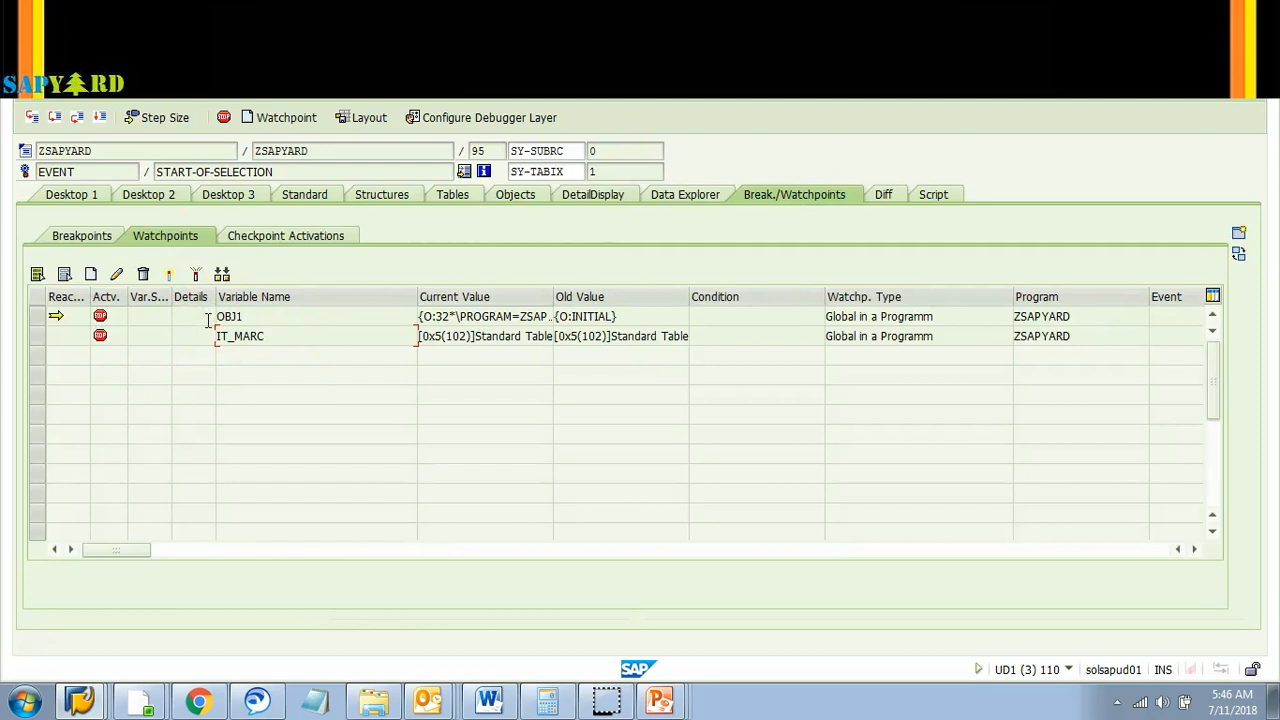 SAPYARD
Step Size Watchpoint Layout Configure Debugger Layer
ZSAPYARD / ZSAPYARD / 95 SY-SUBRC 0
EVENT / START-OF-SELECTION SY-TABIX 1
Desktop 1 Desktop 2 Desktop 3 Standard Structures Tables Objects DetailDisplay Data Explorer Break./Watchpoints Diff Script
Breakpoints Watchpoints Checkpoint Activations
Reac... Actv. Var.S... Details Variable Name Current Value Old Value Condition Watchp. Type Program Event
OBJ1 {O:32*\PROGRAM=ZSAP... {O:INITIAL} Global in a Programm ZSAPYARD
IT_MARC [0x5(102)]Standard Table [0x5(102)]Standard Table Global in a Programm ZSAPYARD
SAP UD1 (3) 110 solsapud01 INS
5:46 AM
7/11/2018